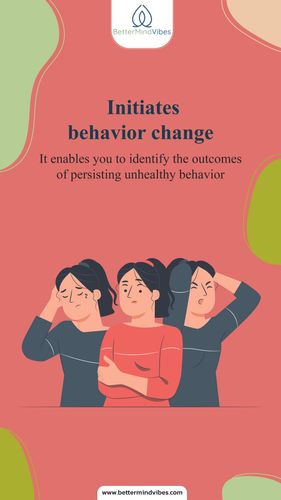 BetterMindVibes
Initiates
behavior change
It enables you to identify the outcomes
of persisting unhealthy behavior
www.bettermindvibes.com